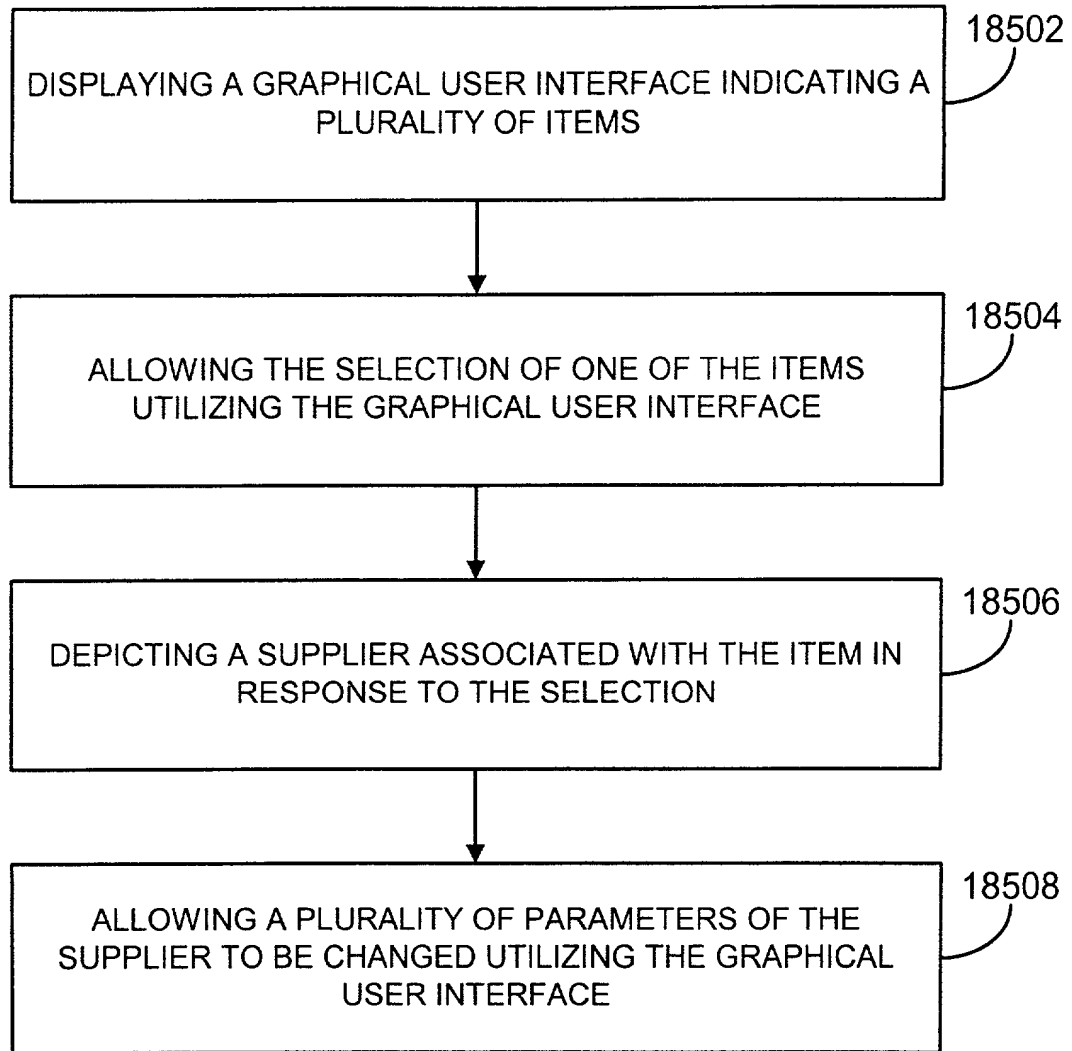 18502
DISPLAYING A GRAPHICAL USER INTERFACE INDICATING A
PLURALITY OF ITEMS
18504
ALLOWING THE SELECTION OF ONE OF THE ITEMS
UTILIZING THE GRAPHICAL USER INTERFACE
18506
DEPICTING A SUPPLIER ASSOCIATED WITH THE ITEM IN
RESPONSE TO THE SELECTION
18508
ALLOWING A PLURALITY OF PARAMETERS OF THE
SUPPLIER TO BE CHANGED UTILIZING THE GRAPHICAL
USER INTERFACE